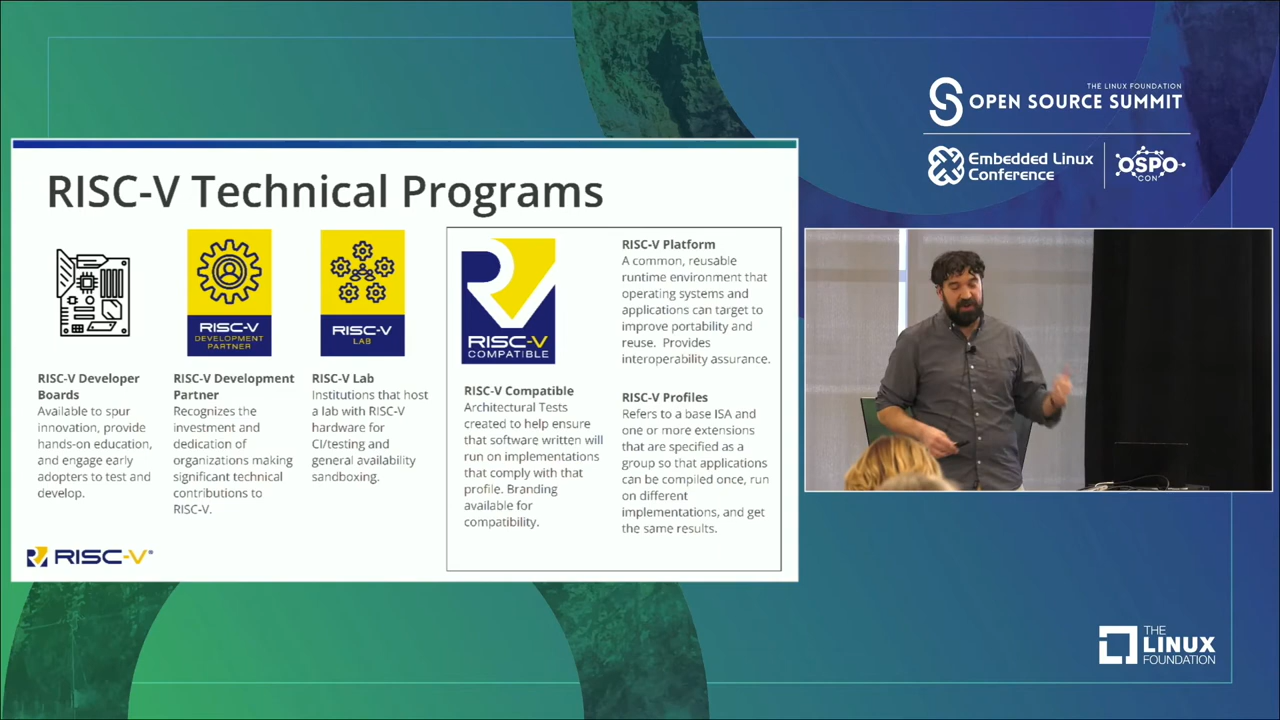 THE LINUX FOUNDATION
OPEN SOURCE SUMMIT
Embedded Linux
Conference
OSPO
CON
RISC-V Technical Programs
RISC-V
DEVELOPMENT
PARTNER
RISC-V
LAB
RISC-V Developer
Boards
Available to spur
innovation, provide
hands-on education,
and engage early
adopters to test and
develop.
RISC-V Development
Partner
Recognizes the
investment and
dedication of
organizations making
significant technical
contributions to
RISC-V.
RISC-V Lab
Institutions that host
a lab with RISC-V
hardware for
CI/testing and
general availability
sandboxing.
RISC-V
COMPATIBLE
RISC-V Compatible
Architectural Tests
created to help ensure
that software written will
run on implementations
that comply with that
profile. Branding
available for
compatibility.
RISC-V Platform
A common, reusable
runtime environment that
operating systems and
applications can target to
improve portability and
reuse. Provides
interoperability assurance.
RISC-V Profiles
Refers to a base ISA and
one or more extensions
that are specified as a
group so that applications
can be compiled once, run
on different
implementations, and get
the same results.
RISC-V®
THE
LINUX
FOUNDATION